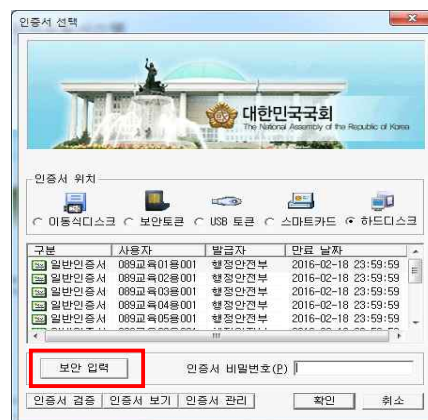 인증서 선택
대한민국국회
The National Assembly of the Republic of Korea
인증서 위치
이동식디스크 보안토큰 USB 토큰 스마트카드 하드디스크
구분 사용자 발급자 만료 날짜
일반인증서 089교육01용001 행정안전부 2016-02-18 23:59:59
일반인증서 089교육02용001 행정안전부 2016-02-18 23:59:59
일반인증서 089교육03용001 행정안전부 2016-02-18 23:59:59
일반인증서 089교육04용001 행정안전부 2016-02-18 23:59:59
일반인증서 089교육05용001 행정안전부 2016-02-18 23:59:59
보안 입력 인증서 비밀번호(P)
인증서 검증 인증서 보기 인증서 관리 확인 취소